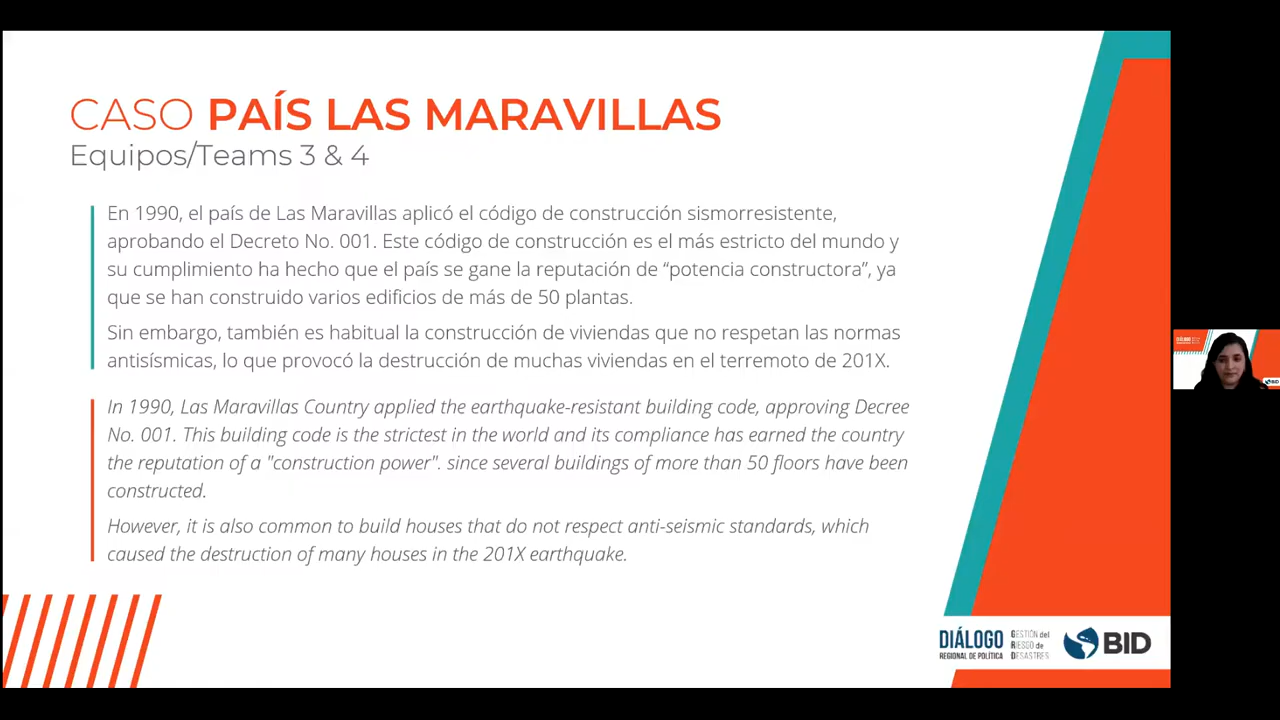 CASO PAÍS LAS MARAVILLAS
Equipos/Teams 3 & 4
En 1990, el país de Las Maravillas aplicó el código de construcción sismorresistente,
aprobando el Decreto No. 001. Este código de construcción es el más estricto del mundo y
su cumplimiento ha hecho que el país se gane la reputación de “potencia constructora”, ya
que se han construido varios edificios de más de 50 plantas.
Sin embargo, también es habitual la construcción de viviendas que no respetan las normas
antisísmicas, lo que provocó la destrucción de muchas viviendas en el terremoto de 201X.
In 1990, Las Maravillas Country applied the earthquake-resistant building code, approving Decree
No. 001. This building code is the strictest in the world and its compliance has earned the country
the reputation of a "construction power". since several buildings of more than 50 floors have been
constructed.
However, it is also common to build houses that do not respect anti-seismic standards, which
caused the destruction of many houses in the 201X earthquake.
DIÁLOGO
REGIONAL DE POLÍTICA
GESTIÓN del
RIESGO de
DESASTRES
BID